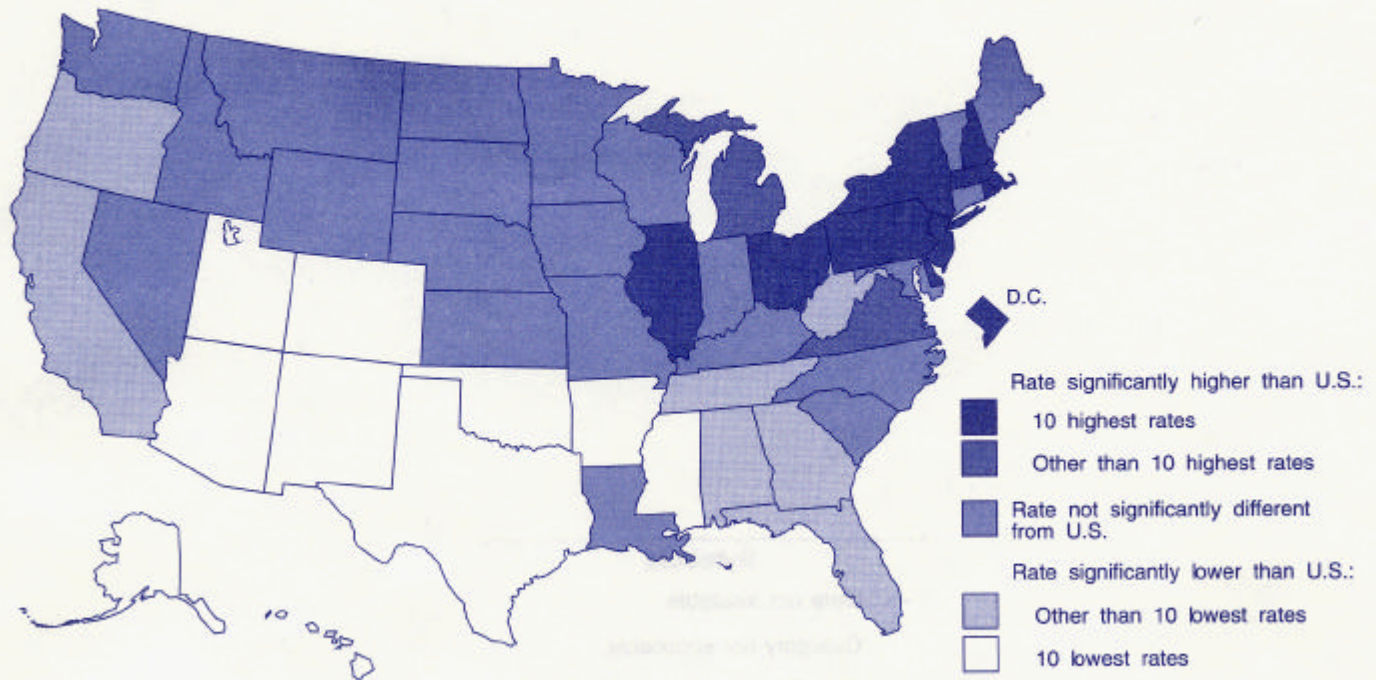 D.C.
Rate significantly higher than U.S.:
10 highest rates
Other than 10 highest rates
Rate not significantly different
from U.S.
Rate significantly lower than U.S.:
Other than 10 lowest rates
10 lowest rates